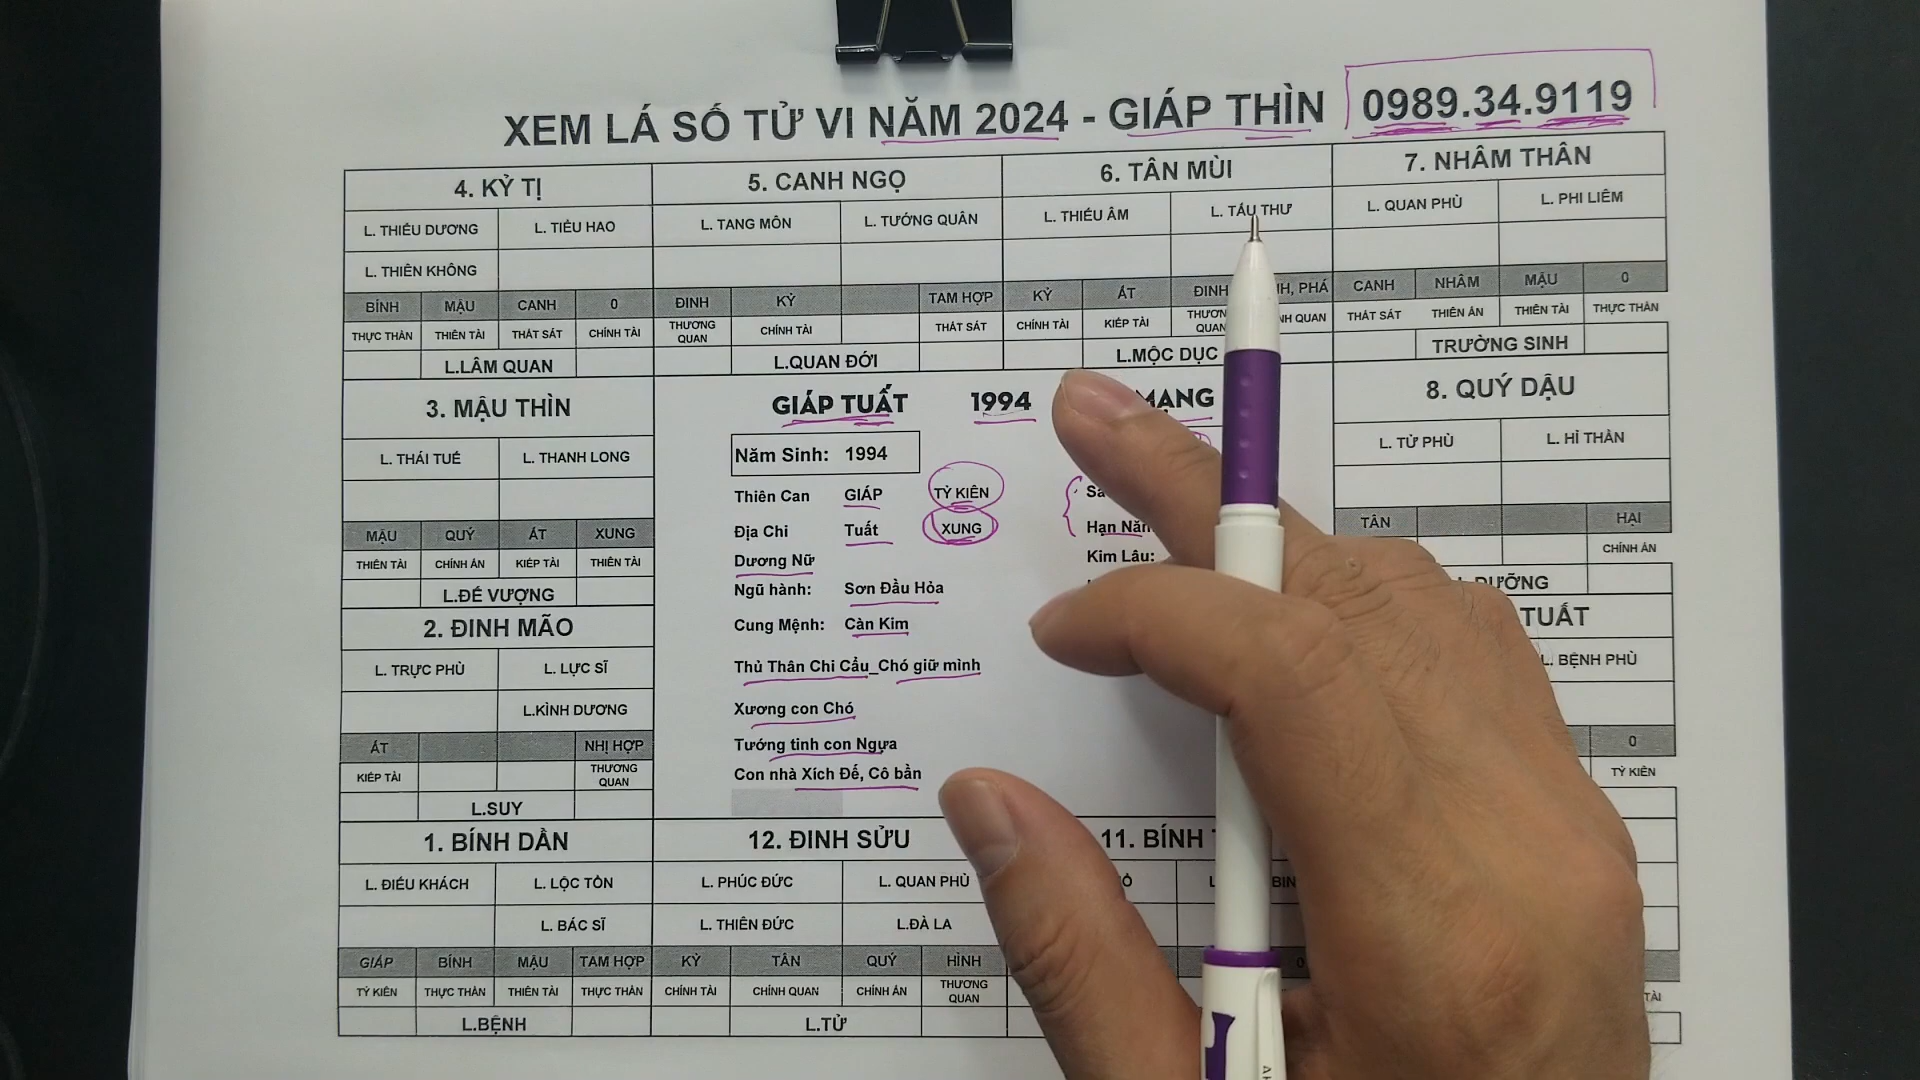 XEM LÁ SỐ TỬ VI NĂM 2024 - GIÁP THÌN 0989.34.9119
4. KỶ TỊ
L. THIẾU DƯƠNG L. TIỂU HAO
L. THIÊN KHÔNG
BÍNH MẬU CANH 0
THỰC THẦN THIÊN TÀI THẤT SÁT CHÍNH TÀI
L.LÂM QUAN
5. CANH NGỌ
L. TANG MÔN L. TƯỚNG QUÂN
ĐINH KỶ TAM HỢP
THƯƠNG QUAN CHÍNH TÀI THẤT SÁT
L.QUAN ĐỚI
6. TÂN MÙI
L. THIẾU ÂM L. TẤU THƯ
KỶ ẤT ĐINH PHÁ
CHÍNH TÀI KIẾP TÀI QUAN
L.MỘC DỤC
7. NHÂM THÂN
L. QUAN PHÙ L. PHI LIÊM
CANH NHÂM MẬU 0
THẤT SÁT THIÊN ẤN THIÊN TÀI THỰC THẦN
TRƯỜNG SINH
3. MẬU THÌN
L. THÁI TUẾ L. THANH LONG
MẬU QUÝ ẤT XUNG
THIÊN TÀI CHÍNH ẤN KIẾP TÀI THIÊN TÀI
L.ĐẾ VƯỢNG
GIÁP TUẤT 1994 MẠNG
Năm Sinh: 1994
Thiên Can GIÁP TỶ KIÊN
Địa Chi Tuất XUNG
Hạn
Dương Nữ
Kim Lâu:
Ngũ hành: Sơn Đầu Hỏa
Cung Mệnh: Càn Kim
Thủ Thân Chi Cẩu_Chó giữ mình
Xương con Chó
Tướng tinh con Ngựa
Con nhà Xích Đế, Cô bần
8. QUÝ DẬU
L. TỬ PHÙ L. HỈ THẦN
TÂN HẠI
CHÍNH ẤN
DƯỠNG
2. ĐINH MÃO
L. TRỰC PHÙ L. LỰC SĨ
L.KÌNH DƯƠNG
ẤT NHỊ HỢP
KIẾP TÀI THƯƠNG QUAN
L.SUY
TUẤT
L. BỆNH PHÙ
0
TỶ KIÊN
1. BÍNH DẦN
L. ĐIẾU KHÁCH L. LỘC TỒN
L. BÁC SĨ
GIÁP BÍNH MẬU TAM HỢP
TỶ KIÊN THỰC THẦN THIÊN TÀI THỰC THẦN
L.BỆNH
12. ĐINH SỬU
L. PHÚC ĐỨC L. QUAN PHÙ
L. THIÊN ĐỨC L.ĐÀ LA
KỶ TÂN QUÝ HÌNH
CHÍNH TÀI CHÍNH QUAN CHÍNH ẤN THƯƠNG QUAN
L.TỬ
11. BÍNH
TÀI